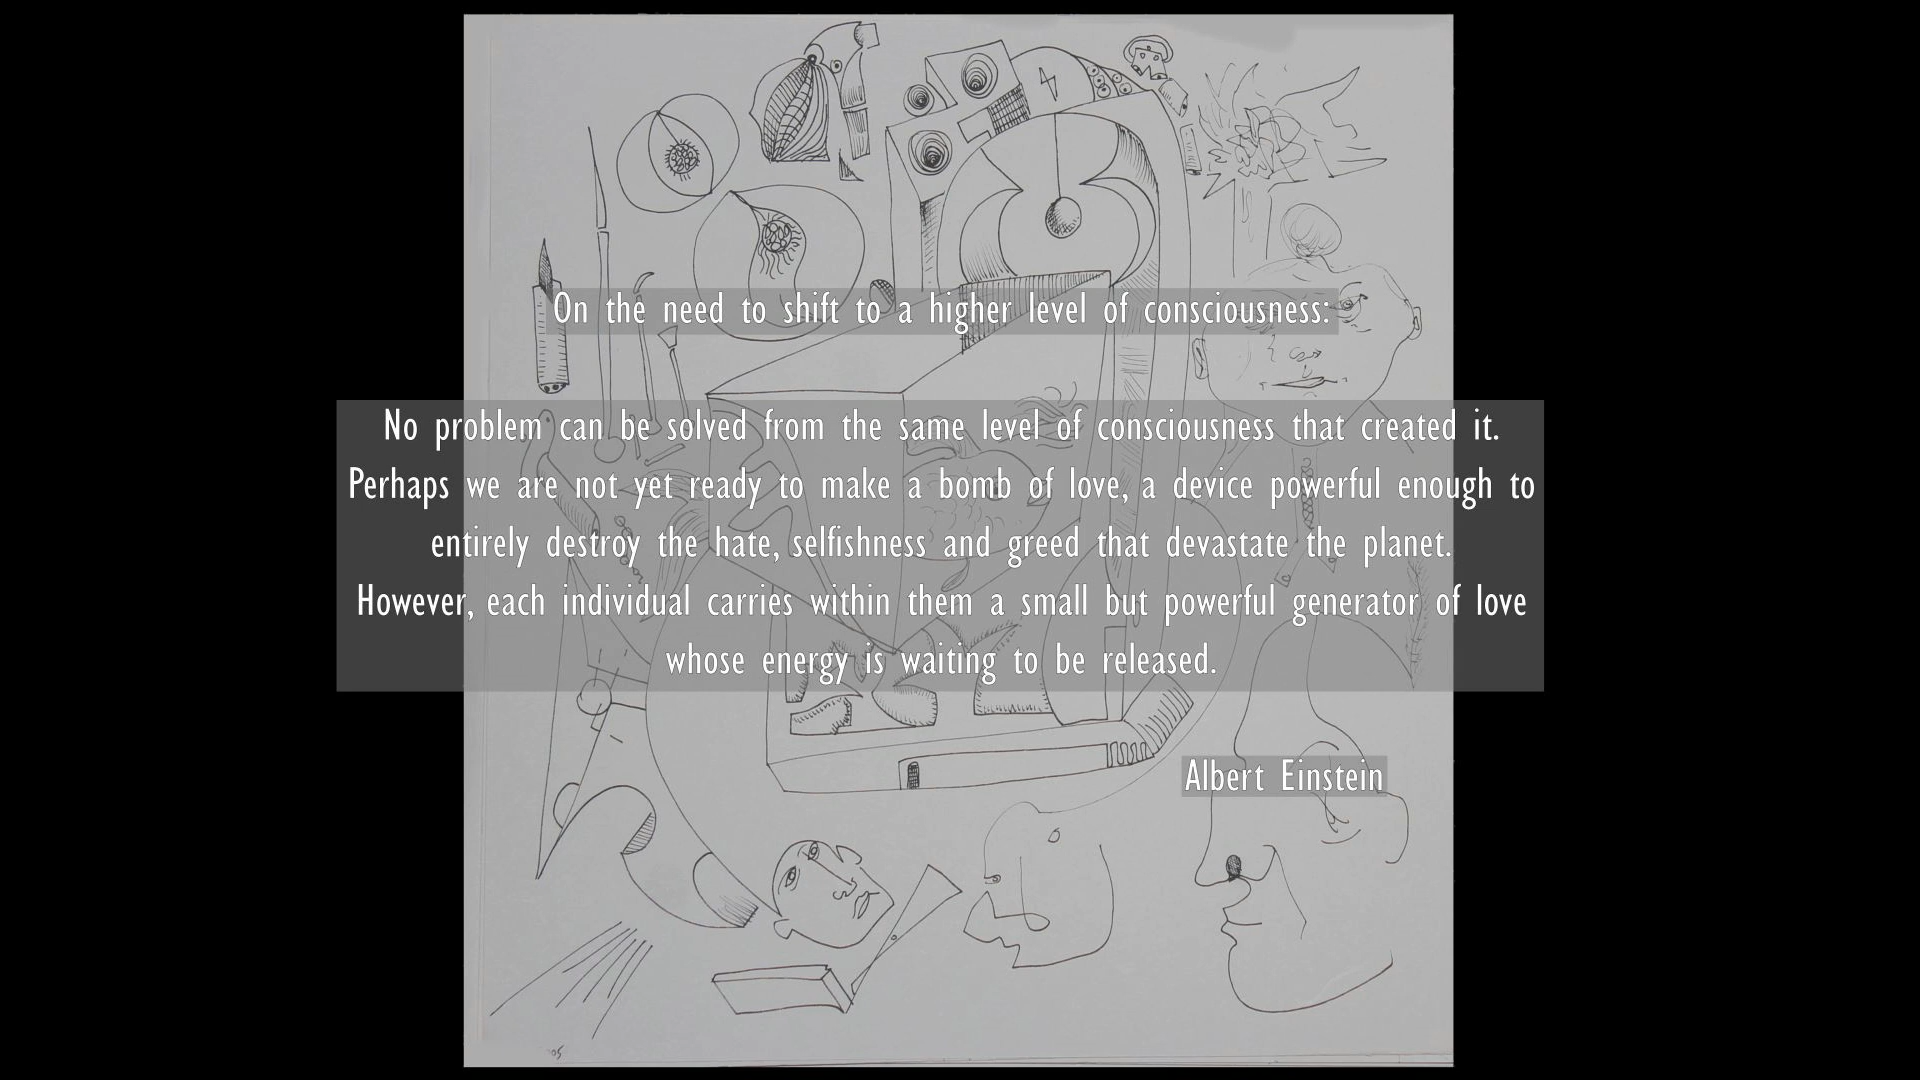 On the need to shift to a higher level of consciousness:
No problem can be solved from the same level of consciousness that created it.
Perhaps we are not yet ready to make a bomb of love, a device powerful enough to
entirely destroy the hate, selfishness and greed that devastate the planet.
However, each individual carries within them a small but powerful generator of love
whose energy is waiting to be released.
Albert Einstein
'05